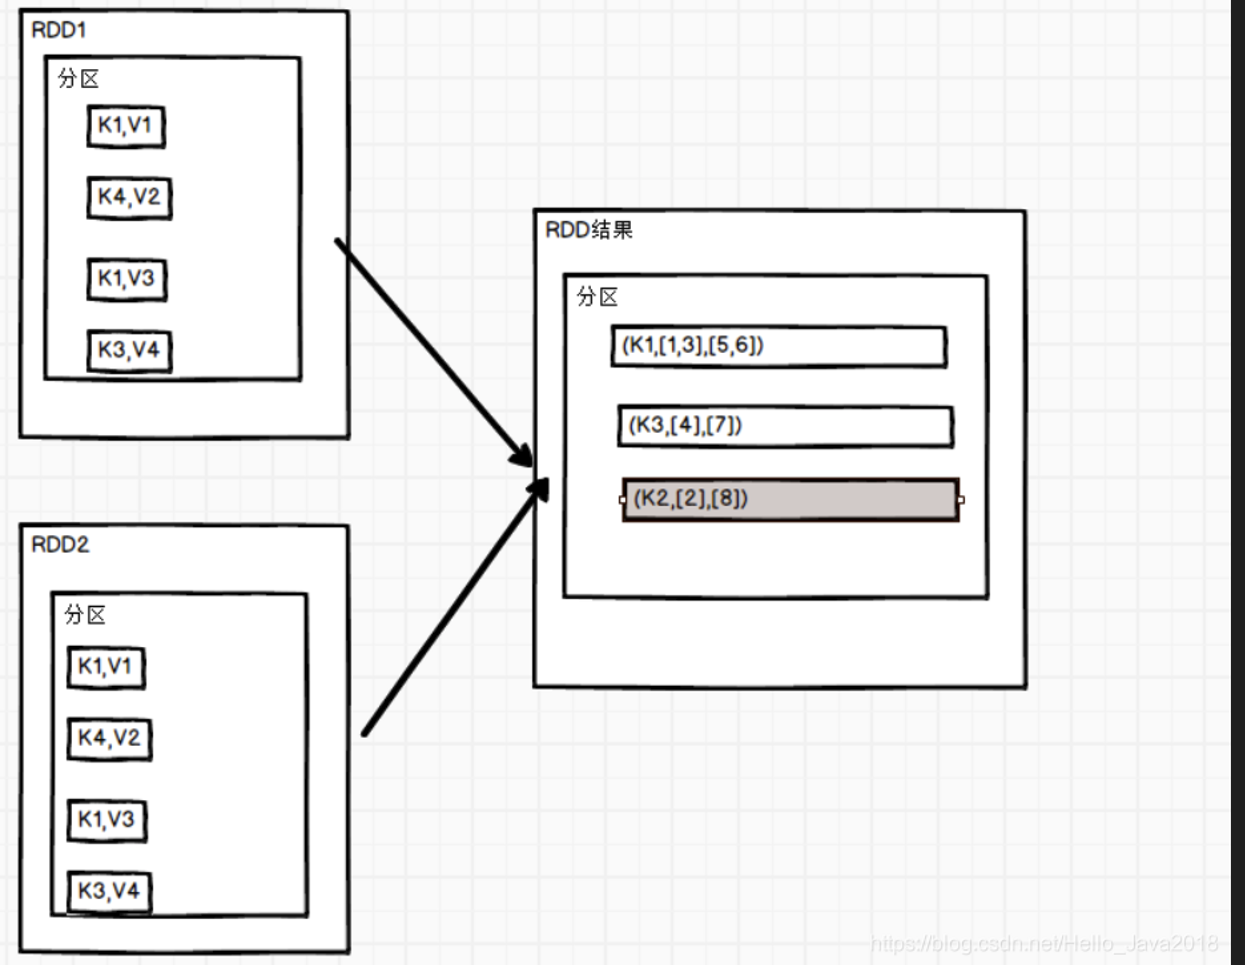 RDD1
分区
K1,V1
K4,V2
K1,V3
K3,V4
RDD2
分区
K1,V1
K4,V2
K1,V3
K3,V4
RDD结果
分区
(K1,[1,3],[5,6])
(K3,[4],[7])
(K2,[2],[8])
https://blog.csdn.net/Hello_Java2018